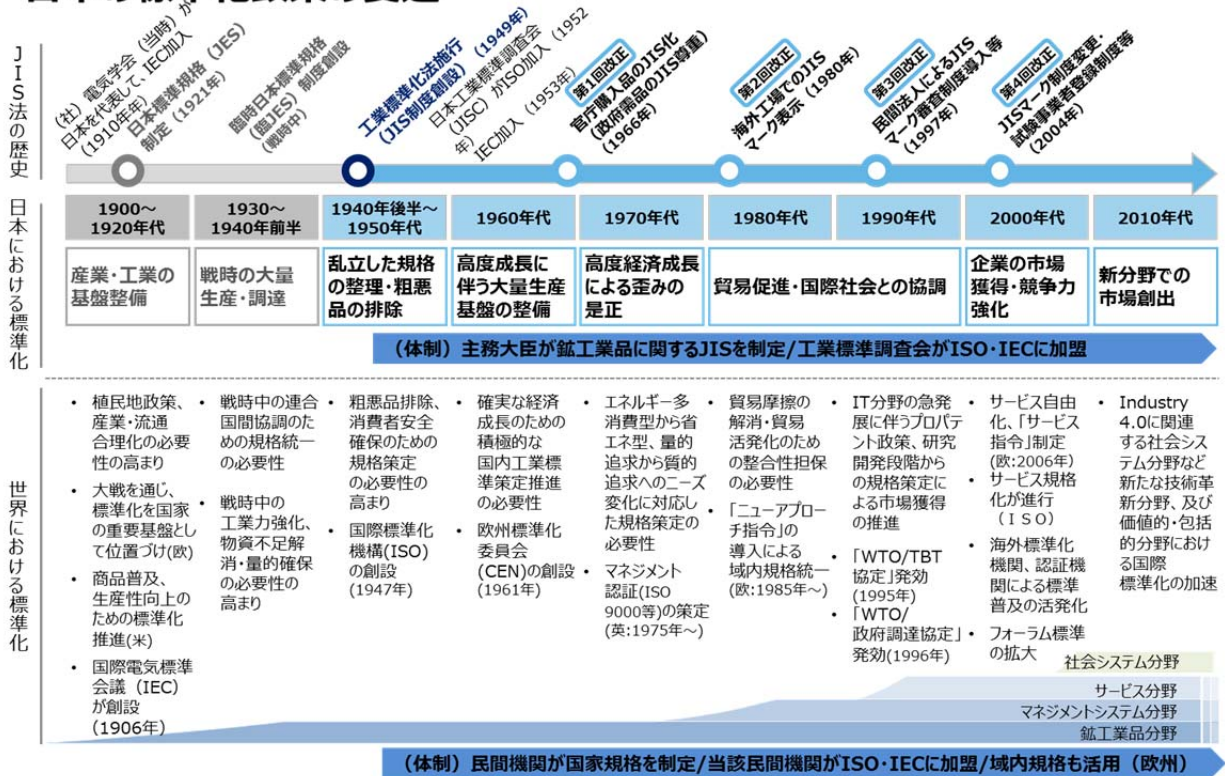 JIS法の歴史
(社)電気学会(当時)が
日本を代表して、IEC加入
(1910年年)
日本標準規格(JES)
制定(1921年)
臨時日本標準規格
(臨JES)制度創設
(戦時中)
工業標準化法施行
(JIS制度創設)(1949年)
日本工業標準調査会
(JISC)がISO加入(1952
年)
IEC加入(1953年)
第1回改正
官庁購入品のJIS化
(政府需品のJIS尊重)
(1966年)
第2回改正
海外工場でのJIS
マーク表示(1980年)
第3回改正
民間法人によるJIS
マーク審査制度導入等
(1997年)
第4回改正
JISマーク制度変更・
試験事業者登録制度等
(2004年)
日本における標準化
1900~
1920年代
1930~
1940年前半
1940年後半~
1950年代
1960年代
1970年代
1980年代
1990年代
2000年代
2010年代
産業・工業の
基盤整備
戦時の大量
生産・調達
乱立した規格
の整理・粗悪
品の排除
高度成長に
伴う大量生産
基盤の整備
高度経済成長
による歪みの
是正
貿易促進・国際社会との協調
企業の市場
獲得・競争力
強化
新分野での
市場創出
(体制)主務大臣が鉱工業品に関するJISを制定/工業標準調査会がISO・IECに加盟
世界における標準化
• 植民地政策、
産業・流通
合理化の必要
性の高まり
• 大戦を通じ、
標準化を国家
の重要基盤とし
て位置づけ(欧)
• 商品普及、
生産性向上の
ための標準化
推進(米)
• 国際電気標準
会議(IEC)
が創設
(1906年)
• 戦時中の連合
国間協調のた
めの規格統一
の必要性
• 戦時中の
工業力強化、
物資不足解
消・量的確保
の必要性の
高まり
• 粗悪品排除、
消費者安全
確保のための
規格策定
の必要性の
高まり
• 国際標準化
機構(ISO)
の創設
(1947年)
• 確実な経済
成長のための
積極的な
国内工業標
準策定推進
の必要性
• 欧州標準化
委員会
(CEN)の創設
(1961年)
• エネルギー多
消費型から省
エネ型、量的
追求から質的
追求へのニーズ
変化に対応し
た規格策定の
必要性
• マネジメント
認証(ISO
9000等)の策定
(英:1975年~)
• 貿易摩擦の
解消・貿易
活発化のため
の整合性担保
の必要性
• 「ニューアプロー
チ指令」の
導入による
域内規格統一
(欧:1985年~)
• IT分野の急発
展に伴うプロパテ
ント政策、研究
開発段階から
の規格策定に
よる市場獲得
の推進
• 「WTO/TBT
協定」発効
(1995年)
• 「WTO/
政府調達協定」
発効(1996年)
• サービス自由
化、「サービス
指令」制定
(欧:2006年)
• サービス規格
化が進行
(ISO)
• 海外標準化
機関、認証機
関による標準
普及の活発化
• フォーラム標準
の拡大
• Industry
4.0に関連
する社会シス
テム分野など
新たな技術革
新分野、及び
価値的・包括
的分野におけ
る国際
標準化の加速
社会システム分野
サービス分野
マネジメントシステム分野
鉱工業品分野
(体制)民間機関が国家規格を制定/当該民間機関がISO・IECに加盟/域内規格も活用(欧州)